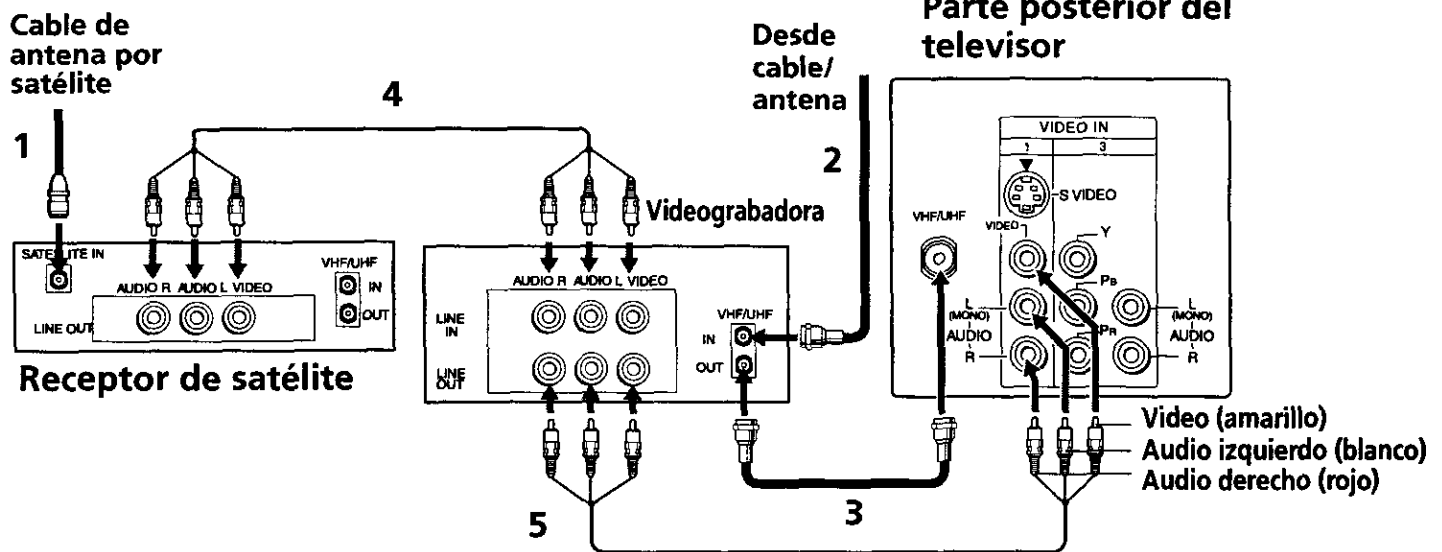 Cable de
antena por
satélite
1
4
Desde
cable/
antena
2
Parte posterior del
televisor
SATELLITE IN
AUDIO R AUDIO L VIDEO
VHF/UHF
IN
OUT
LINE OUT
Receptor de satélite
Videograbadora
AUDIO R AUDIO L VIDEO
LINE
IN
LINE
OUT
VHF/UHF
IN
OUT
VIDEO IN
1 3
S VIDEO
VHF/UHF
VIDEO
Y
PB
L
(MONO)
AUDIO
R
PR
L
(MONO)
AUDIO
R
Video (amarillo)
Audio izquierdo (blanco)
Audio derecho (rojo)
3
5